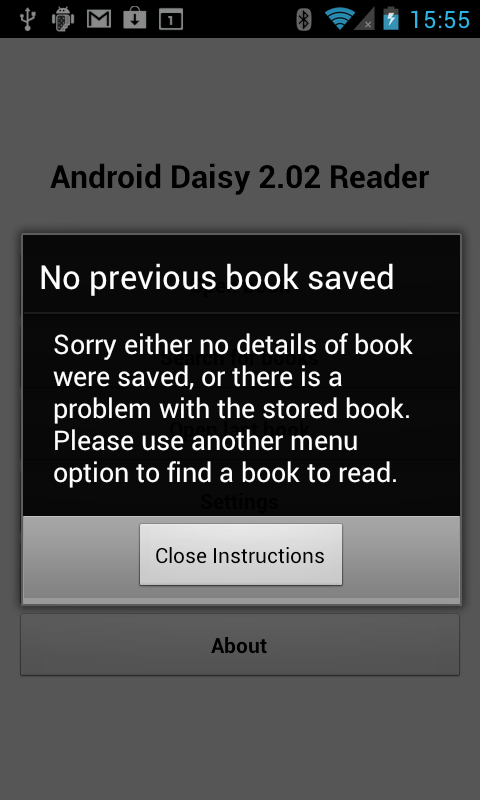 1
15:55
Android Daisy 2.02 Reader
No previous book saved
Sorry either no details of book
were saved, or there is a
problem with the stored book.
Please use another menu
option to find a book to read.
Settings
Close Instructions
About